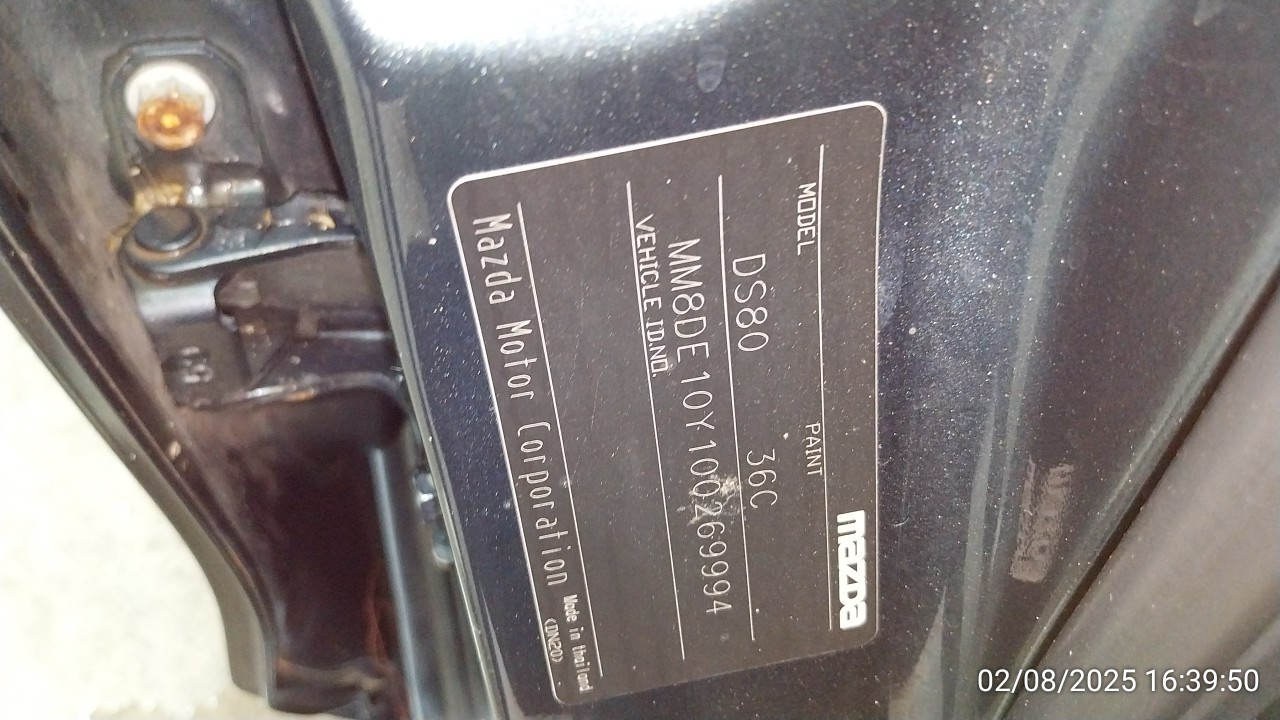 mazda
MODEL PAINT
DS80 36C
MM8DE10Y100269994
VEHICLE ID.NO.
Mazda Motor Corporation Made in thailand
(DN20)
02/08/2025 16:39:50